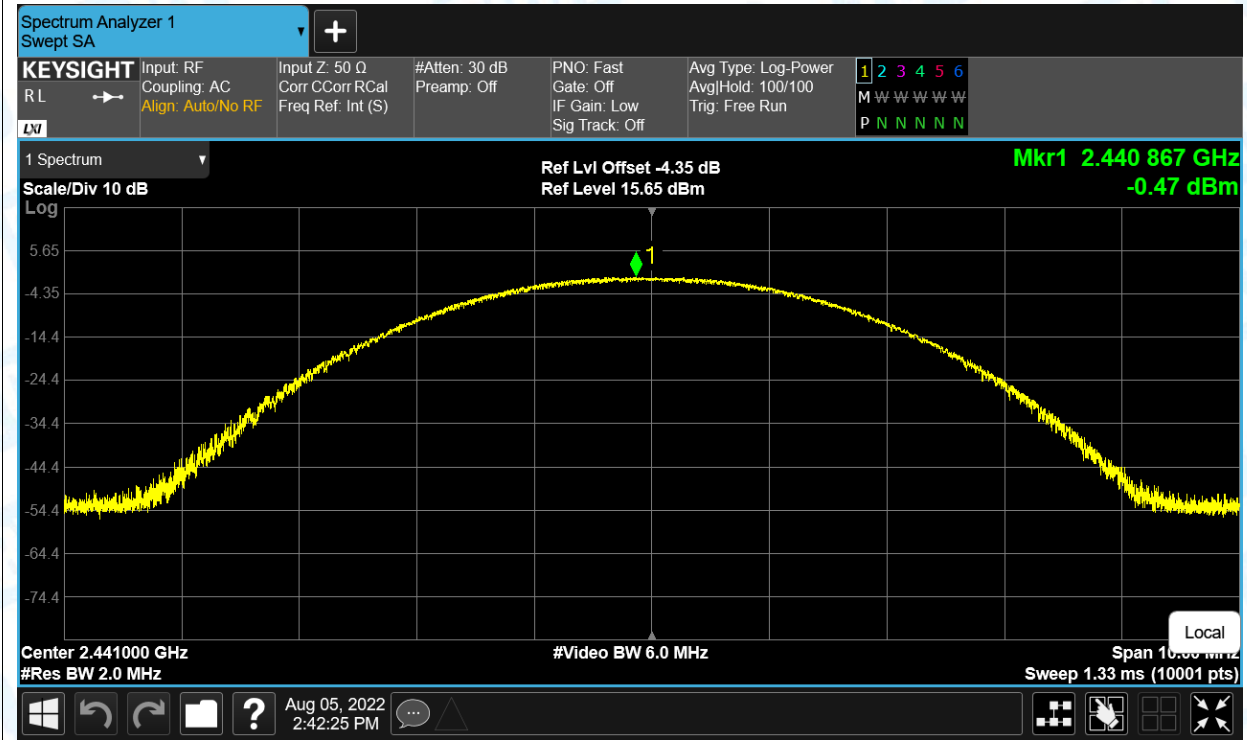 Spectrum Analyzer 1
Swept SA
KEYSIGHT
R L
LXI
Input: RF
Coupling: AC
Align: Auto/No RF
Input Z: 50 Ω
Corr CCorr RCal
Freq Ref: Int (S)
#Atten: 30 dB
Preamp: Off
PNO: Fast
Gate: Off
IF Gain: Low
Sig Track: Off
Avg Type: Log-Power
Avg|Hold: 100/100
Trig: Free Run
1 2 3 4 5 6
M W W W W W
P N N N N N
1 Spectrum
Scale/Div 10 dB
Log
Ref Lvl Offset -4.35 dB
Ref Level 15.65 dBm
Mkr1 2.440 867 GHz
-0.47 dBm
1
5.65
-4.35
-14.4
-24.4
-34.4
-44.4
-54.4
-64.4
-74.4
Local
Center 2.441000 GHz
#Video BW 6.0 MHz
Span 10.00 MHz
#Res BW 2.0 MHz
Sweep 1.33 ms (10001 pts)
?
Aug 05, 2022
2:42:25 PM